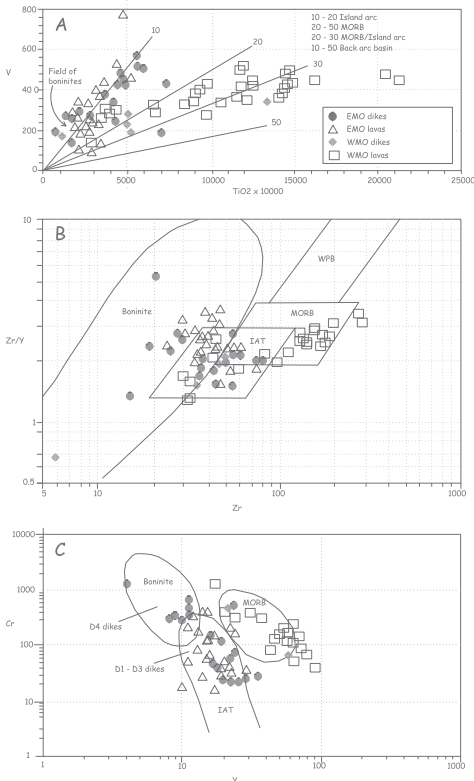 A
800
600
400
200
0
V
10
20
30
50
10 - 20 Island arc
20 - 50 MORB
20 - 30 MORB/Island arc
10 - 50 Back arc basin
Field of
boninites
EMO dikes
EMO lavas
WMO dikes
WMO lavas
0
5000
10000
15000
20000
25000
TiO2 x 10000
B
10
Zr/Y
1
0.5
Boninite
WPB
MORB
IAT
5
10
100
1000
Zr
C
10000
1000
Cr
100
10
1
Boninite
MORB
D4 dikes
D1 - D3 dikes
IAT
1
10
100
1000
Y